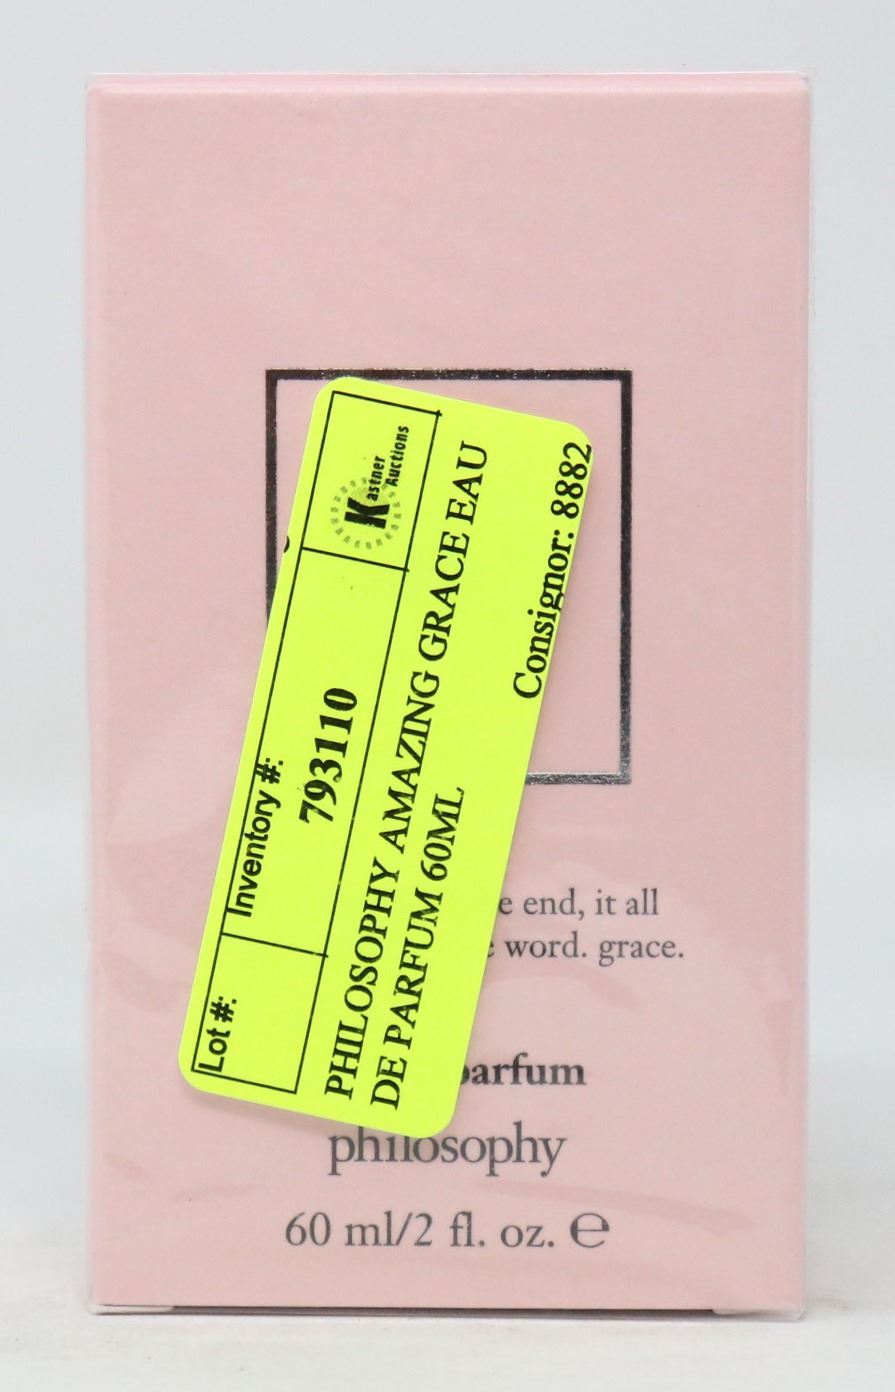 Kastner
Auctions
Lot #:
Inventory #:
793110
PHILOSOPHY AMAZING GRACE EAU
DE PARFUM 60ML
Consignor: 8882
end, it all
word. grace.
parfum
philosophy
60 ml/2 fl. oz. ℮